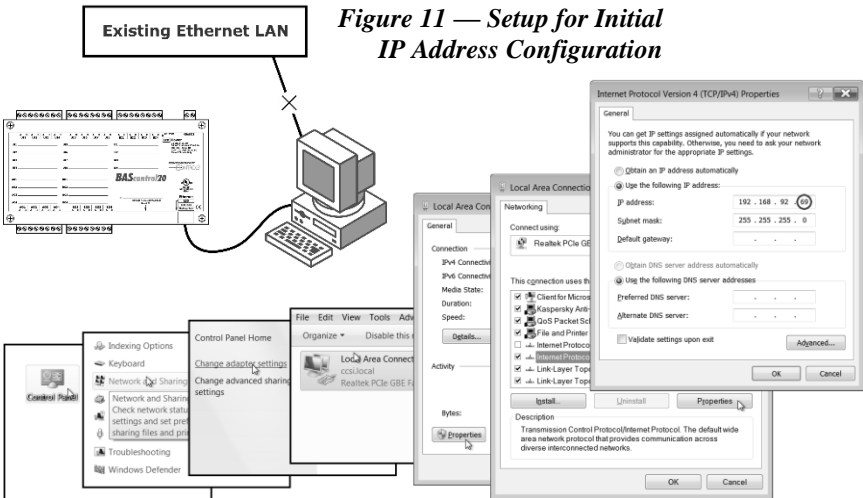 Figure 11 — Setup for Initial
IP Address Configuration
Existing Ethernet LAN
BAScontrol20
Control Panel
Indexing Options
Keyboard
Network and Sharing
Network and Sharing
Check network statu
settings and set pref
sharing files and prin
Troubleshooting
Windows Defender
Control Panel Home
Change adapter settings
Change advanced sharing
settings
File Edit View Tools Adv
Organize Disable this n
Local Area Connect
ccsi.local
Realtek PCIe GBE Fa
Local Area Con
General
Connection
IPv4 Connectivi
IPv6 Connectivi
Media State:
Duration:
Speed:
Details...
Activity
Bytes:
Properties
Local Area Connectio
Networking
Connect using:
Realtek PCIe GB
This connection uses th
Client for Micros
Kaspersky Anti-
QoS Packet Sch
File and Printer
Internet Protoco
Internet Protoco
Link-Layer Topo
Link-Layer Topo
Install...
Uninstall
Properties
Description
Transmission Control Protocol/Internet Protocol. The default wide
area network protocol that provides communication across
diverse interconnected networks.
OK
Cancel
Internet Protocol Version 4 (TCP/IPv4) Properties
General
You can get IP settings assigned automatically if your network
supports this capability. Otherwise, you need to ask your network
administrator for the appropriate IP settings.
Obtain an IP address automatically
Use the following IP address:
IP address: 192 . 168 . 92 . 69
Subnet mask: 255 . 255 . 255 . 0
Default gateway:
Obtain DNS server address automatically
Use the following DNS server addresses
Preferred DNS server:
Alternate DNS server:
Validate settings upon exit
Advanced...
OK
Cancel